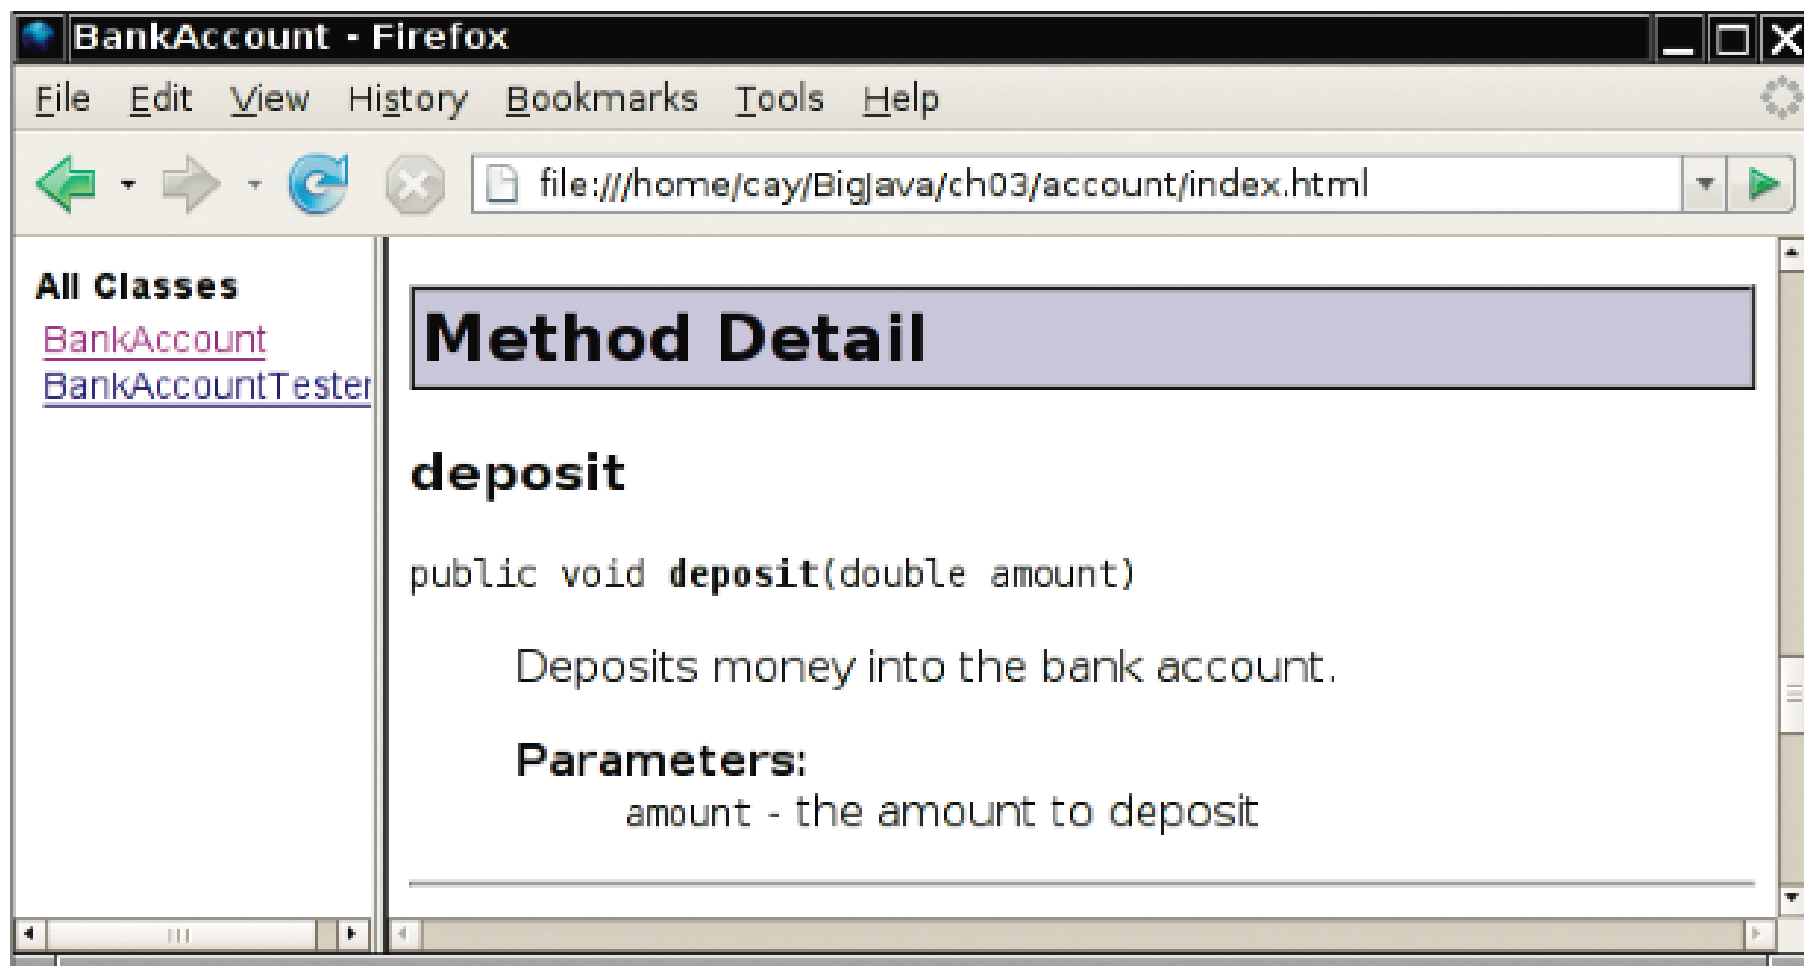 BankAccount - Firefox
File Edit View History Bookmarks Tools Help
file:///home/cay/BigJava/ch03/account/index.html
All Classes
BankAccount
BankAccountTester
Method Detail
deposit
public void deposit(double amount)
Deposits money into the bank account.
Parameters:
amount - the amount to deposit